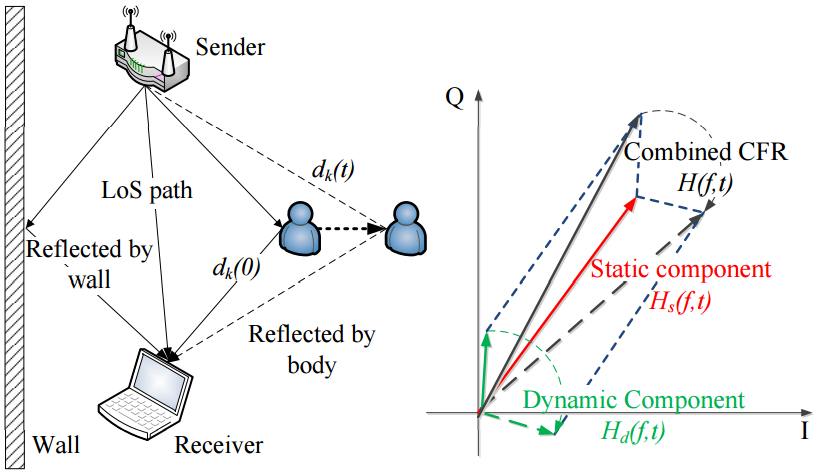 Sender
d_k(t)
LoS path
Reflected by
wall
d_k(0)
Reflected by
body
Wall
Receiver
Q
Combined CFR
H(f,t)
Static component
H_s(f,t)
Dynamic Component
H_d(f,t)
I